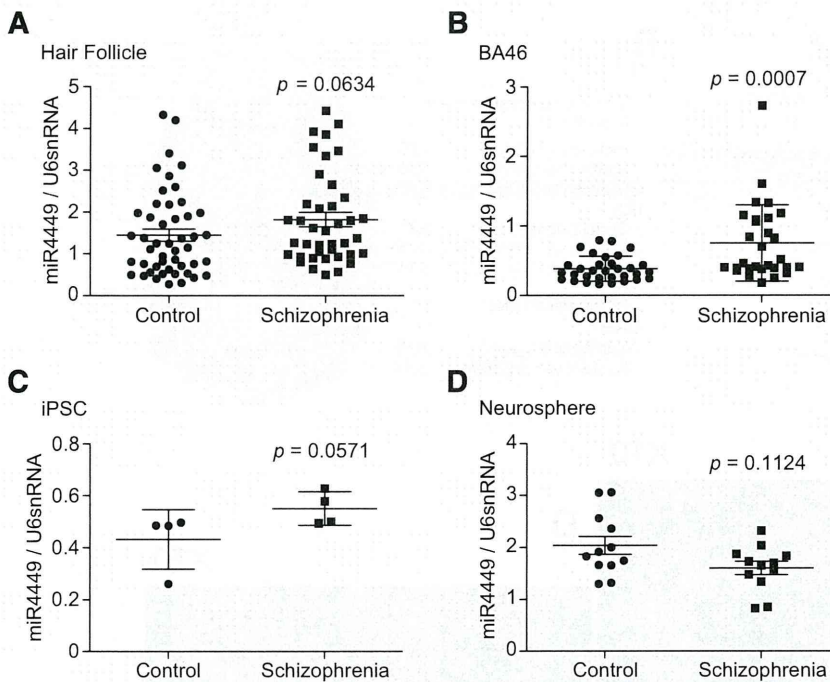 A
Hair Follicle
miR4449 / U6snRNA
5
4
3
2
1
0
p = 0.0634
Control
Schizophrenia
B
BA46
miR4449 / U6snRNA
3
2
1
0
p = 0.0007
Control
Schizophrenia
C
iPSC
miR4449 / U6snRNA
0.8
0.6
0.4
0.2
0
p = 0.0571
Control
Schizophrenia
D
Neurosphere
miR4449 / U6snRNA
4
3
2
1
0
p = 0.1124
Control
Schizophrenia